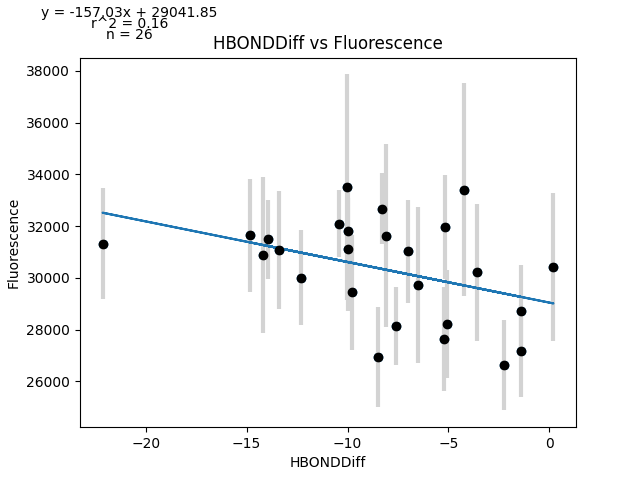 y = -157.03x + 29041.85
r^2 = 0.16
n = 26
HBONDDiff vs Fluorescence
38000
36000
34000
32000
30000
28000
26000
Fluorescence
−20
−15
−10
−5
0
HBONDDiff